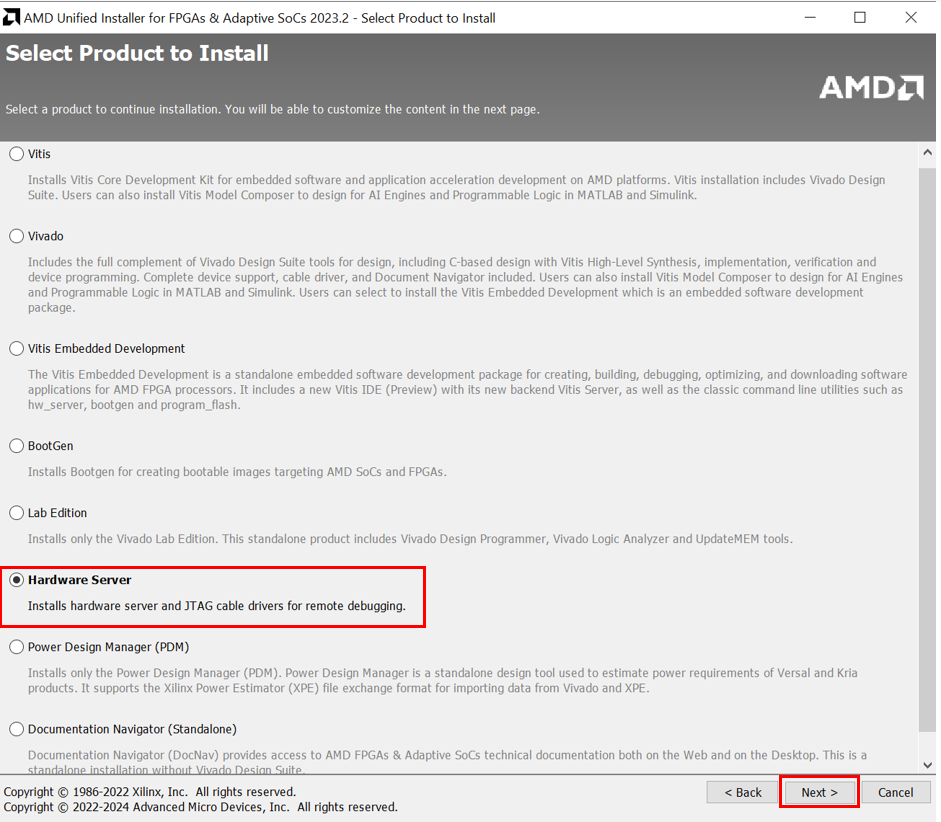 AMD Unified Installer for FPGAs & Adaptive SoCs 2023.2 - Select Product to Install
Select Product to Install
AMD
Select a product to continue installation. You will be able to customize the content in the next page.
Vitis
Installs Vitis Core Development Kit for embedded software and application acceleration development on AMD platforms. Vitis installation includes Vivado Design
Suite. Users can also install Vitis Model Composer to design for AI Engines and Programmable Logic in MATLAB and Simulink.
Vivado
Includes the full complement of Vivado Design Suite tools for design, including C-based design with Vitis High-Level Synthesis, implementation, verification and
device programming. Complete device support, cable driver, and Document Navigator included. Users can also install Vitis Model Composer to design for AI Engines
and Programmable Logic in MATLAB and Simulink. Users can select to install the Vitis Embedded Development which is an embedded software development
package.
Vitis Embedded Development
The Vitis Embedded Development is a standalone embedded software development package for creating, building, debugging, optimizing, and downloading software
applications for AMD FPGA processors. It includes a new Vitis IDE (Preview) with its new backend Vitis Server, as well as the classic command line utilities such as
hw_server, bootgen and program_flash.
BootGen
Installs Bootgen for creating bootable images targeting AMD SoCs and FPGAs.
Lab Edition
Installs only the Vivado Lab Edition. This standalone product includes Vivado Design Programmer, Vivado Logic Analyzer and UpdateMEM tools.
Hardware Server
Installs hardware server and JTAG cable drivers for remote debugging.
Power Design Manager (PDM)
Installs only the Power Design Manager (PDM). Power Design Manager is a standalone design tool used to estimate power requirements of Versal and Kria
products. It supports the Xilinx Power Estimator (XPE) file exchange format for importing data from Vivado and XPE.
Documentation Navigator (Standalone)
Documentation Navigator (DocNav) provides access to AMD FPGAs & Adaptive SoCs technical documentation both on the Web and on the Desktop. This is a
standalone installation without Vivado Design Suite.
Copyright © 1986-2022 Xilinx, Inc. All rights reserved.
Copyright © 2022-2024 Advanced Micro Devices, Inc. All rights reserved.
< Back
Next >
Cancel